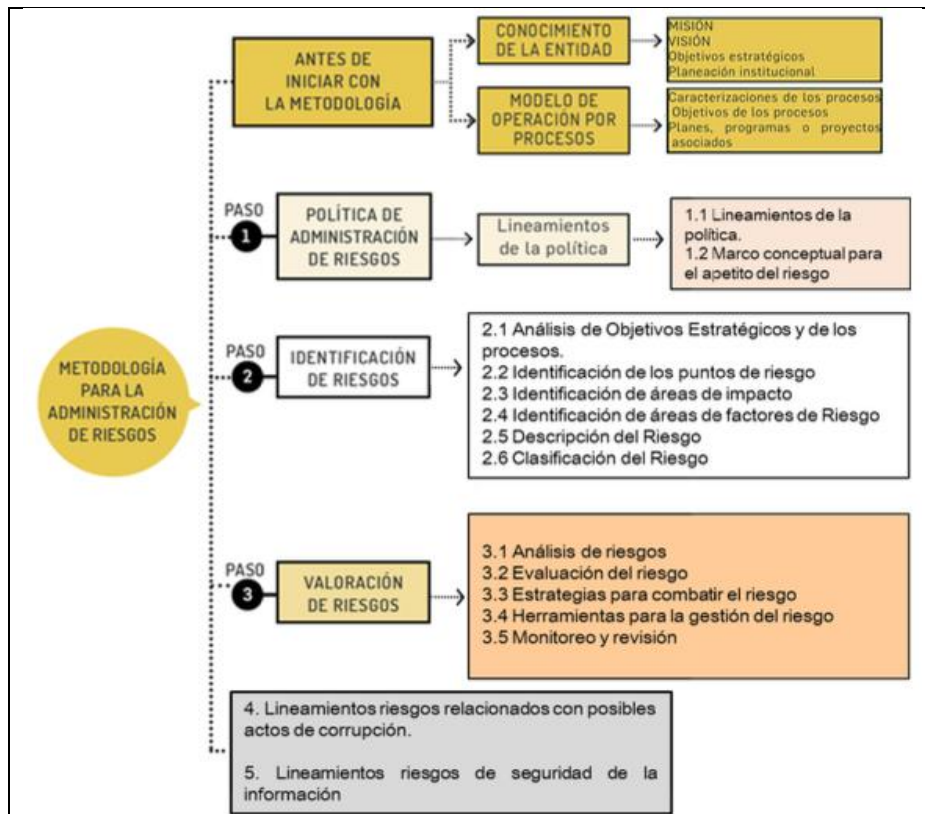 METODOLOGÍA
PARA LA
ADMINISTRACIÓN
DE RIESGOS
ANTES DE
INICIAR CON
LA METODOLOGÍA
CONOCIMIENTO
DE LA ENTIDAD
MISIÓN
VISIÓN
Objetivos estratégicos
Planeación institucional
MODELO DE
OPERACIÓN POR
PROCESOS
Caracterizaciones de los procesos
Objetivos de los procesos
Planes, programas o proyectos
asociados
PASO
1
POLÍTICA DE
ADMINISTRACIÓN
DE RIESGOS
Lineamientos
de la política
1.1 Lineamientos de la
política.
1.2 Marco conceptual para
el apetito del riesgo
PASO
2
IDENTIFICACIÓN
DE RIESGOS
2.1 Análisis de Objetivos Estratégicos y de los
procesos.
2.2 Identificación de los puntos de riesgo
2.3 Identificación de áreas de impacto
2.4 Identificación de áreas de factores de Riesgo
2.5 Descripción del Riesgo
2.6 Clasificación del Riesgo
PASO
3
VALORACIÓN
DE RIESGOS
3.1 Análisis de riesgos
3.2 Evaluación del riesgo
3.3 Estrategias para combatir el riesgo
3.4 Herramientas para la gestión del riesgo
3.5 Monitoreo y revisión
4. Lineamientos riesgos relacionados con posibles
actos de corrupción.
5. Lineamientos riesgos de seguridad de la
información